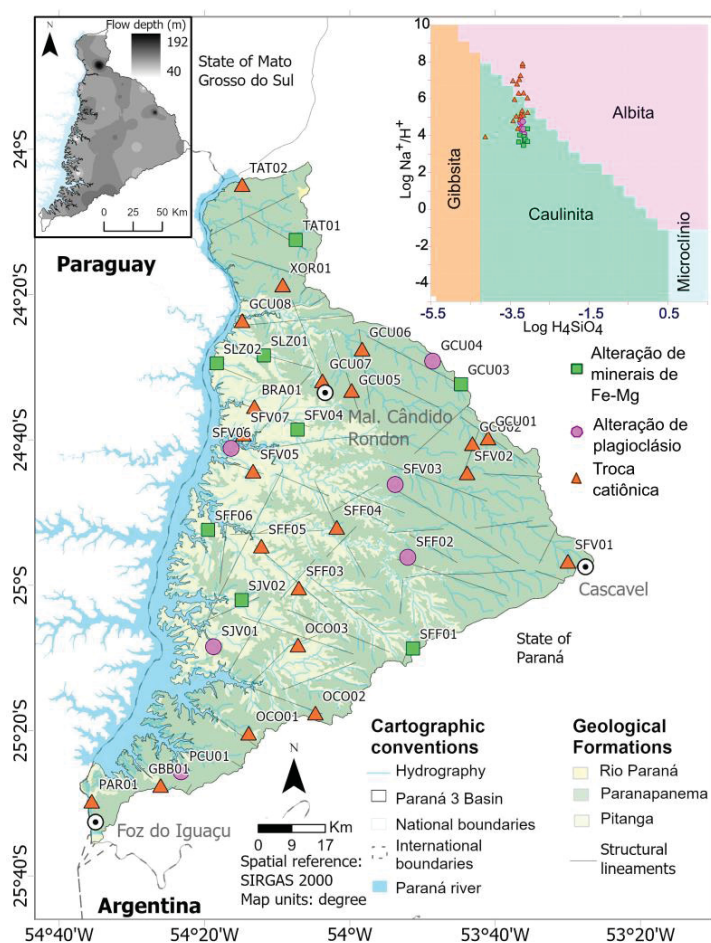 N
Flow depth (m)
192
40
0 25 50 Km
State of Mato
Grosso do Sul
Log Na⁺/H⁺
10
8
6
4
2
0
-2
-4
Gibbsita
Albita
Caulinita
Microclínio
-5.5
-3.5
-1.5
0.5
Log H₄SiO₄
Alteração de
minerais de
Fe-Mg
Alteração de
plagioclásio
Troca
catiônica
24°S
24°20'S
24°40'S
25°S
25°20'S
25°40'S
Paraguay
TAT02
TAT01
XOR01
GCU08
GCU06
GCU04
SLZ01
SLZ02
GCU07
GCU05
GCU03
BRA01
SFV07
SFV04
Mal. Cândido
Rondon
GCU01
GCU02
SFV06
SFV05
SFV03
SFV02
SFF06
SFF05
SFF04
SFF02
SFV01
Cascavel
SJV02
SFF03
SJV01
OCO03
SFF01
State of
Paraná
OCO02
OCO01
PCU01
GBB01
PAR01
Foz do Iguaçu
Argentina
N
0 9 17 Km
Spatial reference:
SIRGAS 2000
Map units: degree
Cartographic
conventions
Hydrography
Paraná 3 Basin
National boundaries
International
boundaries
Paraná river
Geological
Formations
Rio Paraná
Paranapanema
Pitanga
Structural
lineaments
54°40'W
54°20'W
54°W
53°40'W
53°20'W